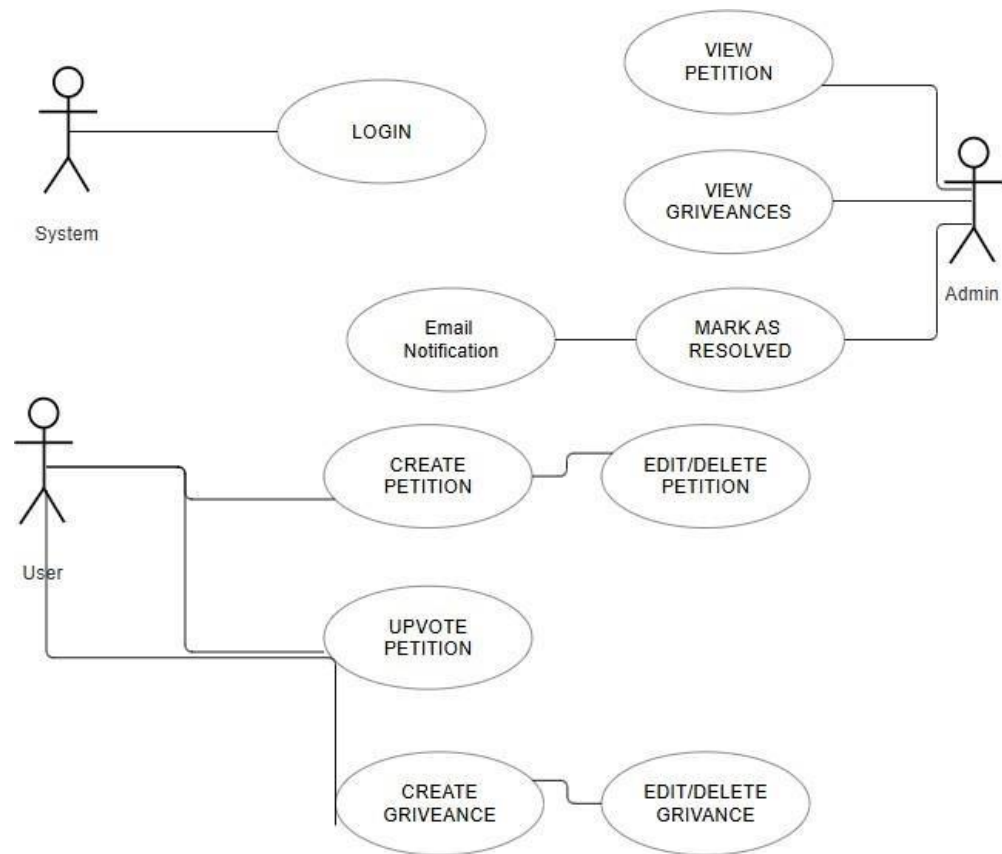 VIEW
PETITION
LOGIN
VIEW
GRIVEANCES
System
Admin
Email
Notification
MARK AS
RESOLVED
CREATE
PETITION
EDIT/DELETE
PETITION
User
UPVOTE
PETITION
CREATE
GRIVEANCE
EDIT/DELETE
GRIVANCE